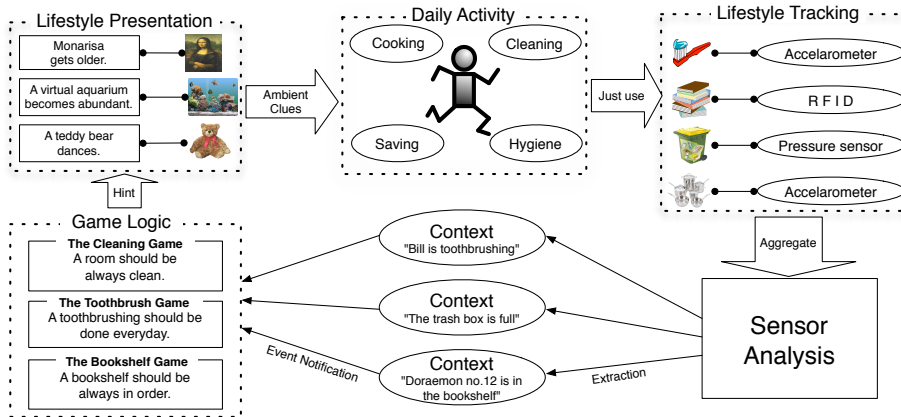 Lifestyle Presentation
Monarisa
gets older.
A virtual aquarium
becomes abundant.
A teddy bear
dances.
Ambient
Clues
Daily Activity
Cooking
Cleaning
Saving
Hygiene
Just use
Lifestyle Tracking
Accelarometer
R F I D
Pressure sensor
Accelarometer
Hint
Aggregate
Game Logic
The Cleaning Game
A room should be
always clean.
The Toothbrush Game
A toothbrushing should be
done everyday.
The Bookshelf Game
A bookshelf should be
always in order.
Context
"Bill is toothbrushing"
Context
"The trash box is full"
Context
"Doraemon no.12 is in
the bookshelf"
Event Notification
Extraction
Sensor
Analysis